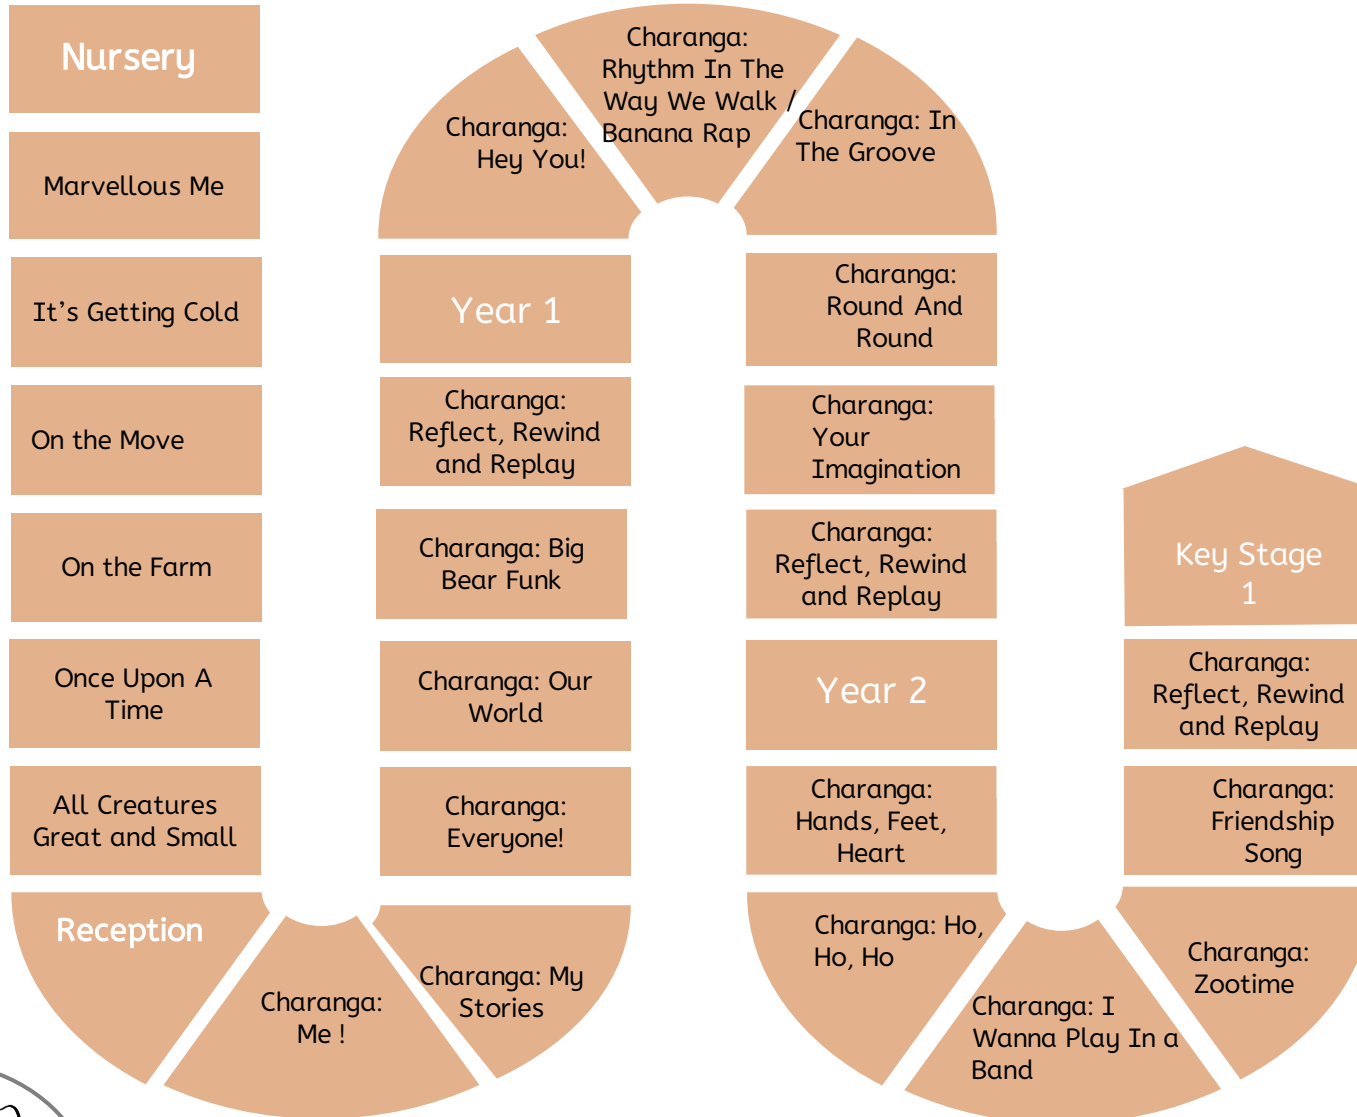 Nursery
Marvellous Me
It's Getting Cold
On the Move
On the Farm
Once Upon A
Time
All Creatures
Great and Small
Reception
Charanga:
Me !
Charanga: My
Stories
Charanga:
Everyone!
Charanga: Our
World
Charanga: Big
Bear Funk
Charanga:
Reflect, Rewind
and Replay
Year 1
Charanga:
Hey You!
Charanga:
Rhythm In The
Way We Walk /
Banana Rap
Charanga: In
The Groove
Charanga:
Round And
Round
Charanga:
Your
Imagination
Charanga:
Reflect, Rewind
and Replay
Year 2
Charanga:
Hands, Feet,
Heart
Charanga: Ho,
Ho, Ho
Charanga: I
Wanna Play In a
Band
Charanga:
Zootime
Charanga:
Friendship
Song
Charanga:
Reflect, Rewind
and Replay
Key Stage
1